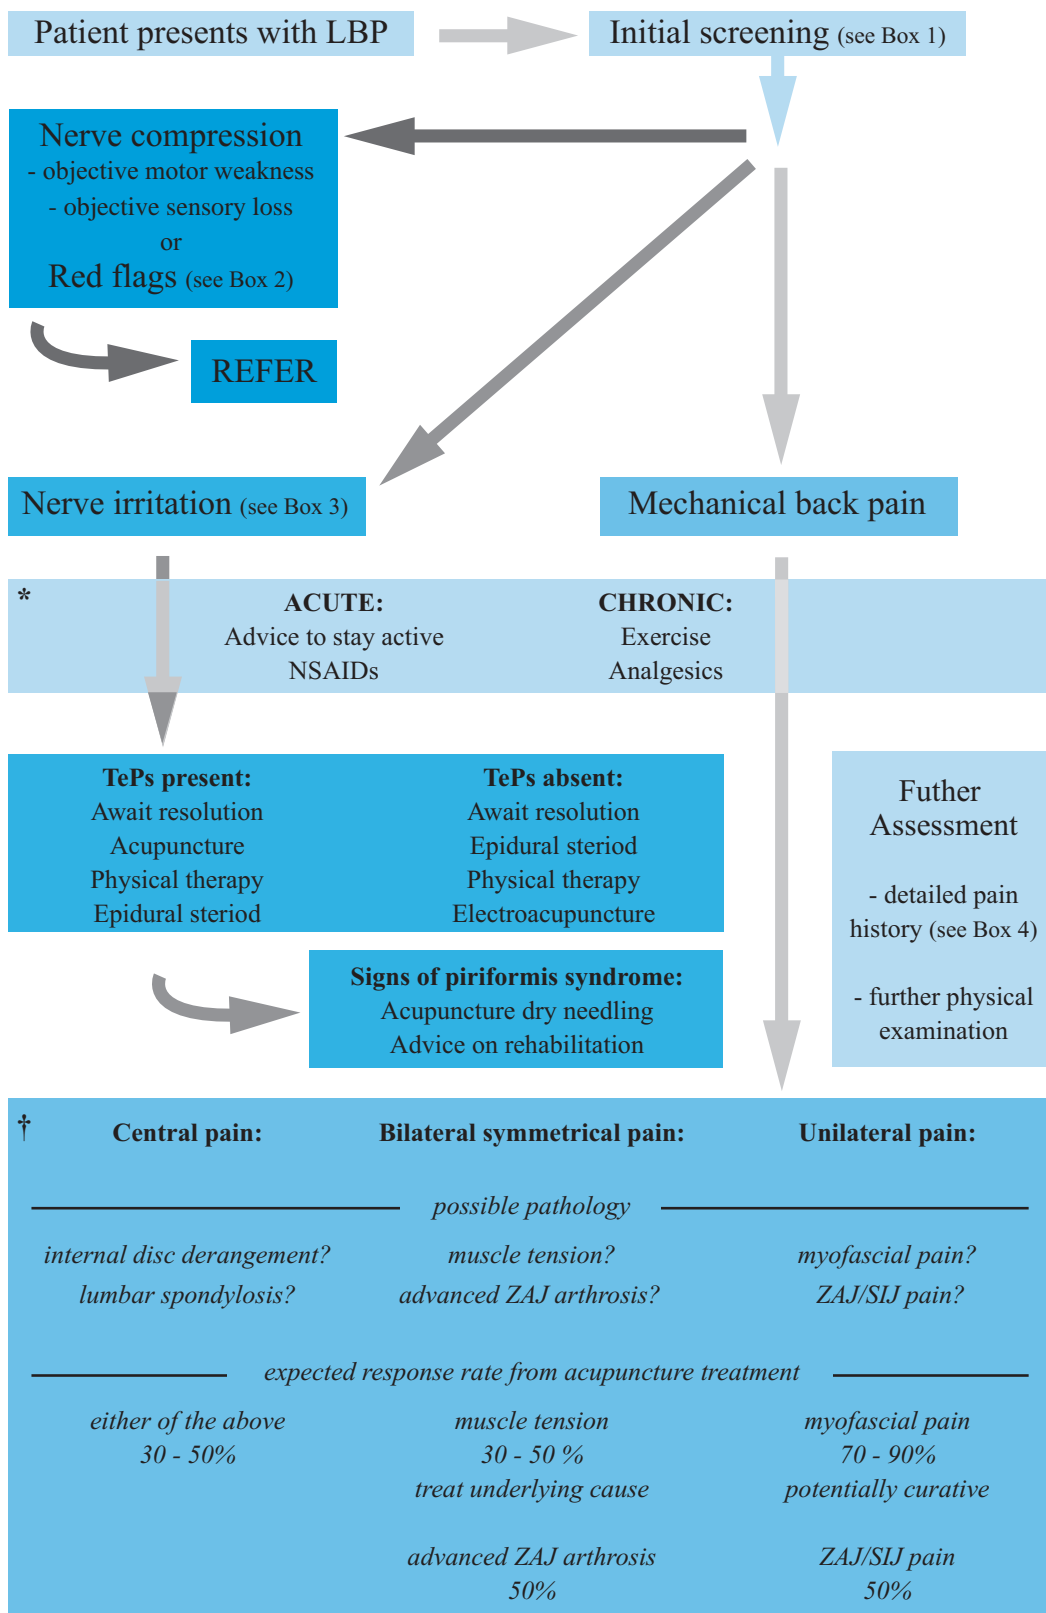 Patient presents with LBP
Initial screening (see Box 1)
Nerve compression
- objective motor weakness
- objective sensory loss
or
Red flags (see Box 2)
REFER
Nerve irritation (see Box 3)
Mechanical back pain
*
ACUTE:
Advice to stay active
NSAIDs
CHRONIC:
Exercise
Analgesics
TePs present:
Await resolution
Acupuncture
Physical therapy
Epidural steriod
TePs absent:
Await resolution
Epidural steriod
Physical therapy
Electroacupuncture
Futher
Assessment
- detailed pain
history (see Box 4)
- further physical
examination
Signs of piriformis syndrome:
Acupuncture dry needling
Advice on rehabilitation
†
Central pain:
Bilateral symmetrical pain:
Unilateral pain:
possible pathology
internal disc derangement?
lumbar spondylosis?
muscle tension?
advanced ZAJ arthrosis?
myofascial pain?
ZAJ/SIJ pain?
expected response rate from acupuncture treatment
either of the above
30 - 50%
muscle tension
30 - 50 %
treat underlying cause
advanced ZAJ arthrosis
50%
myofascial pain
70 - 90%
potentially curative
ZAJ/SIJ pain
50%